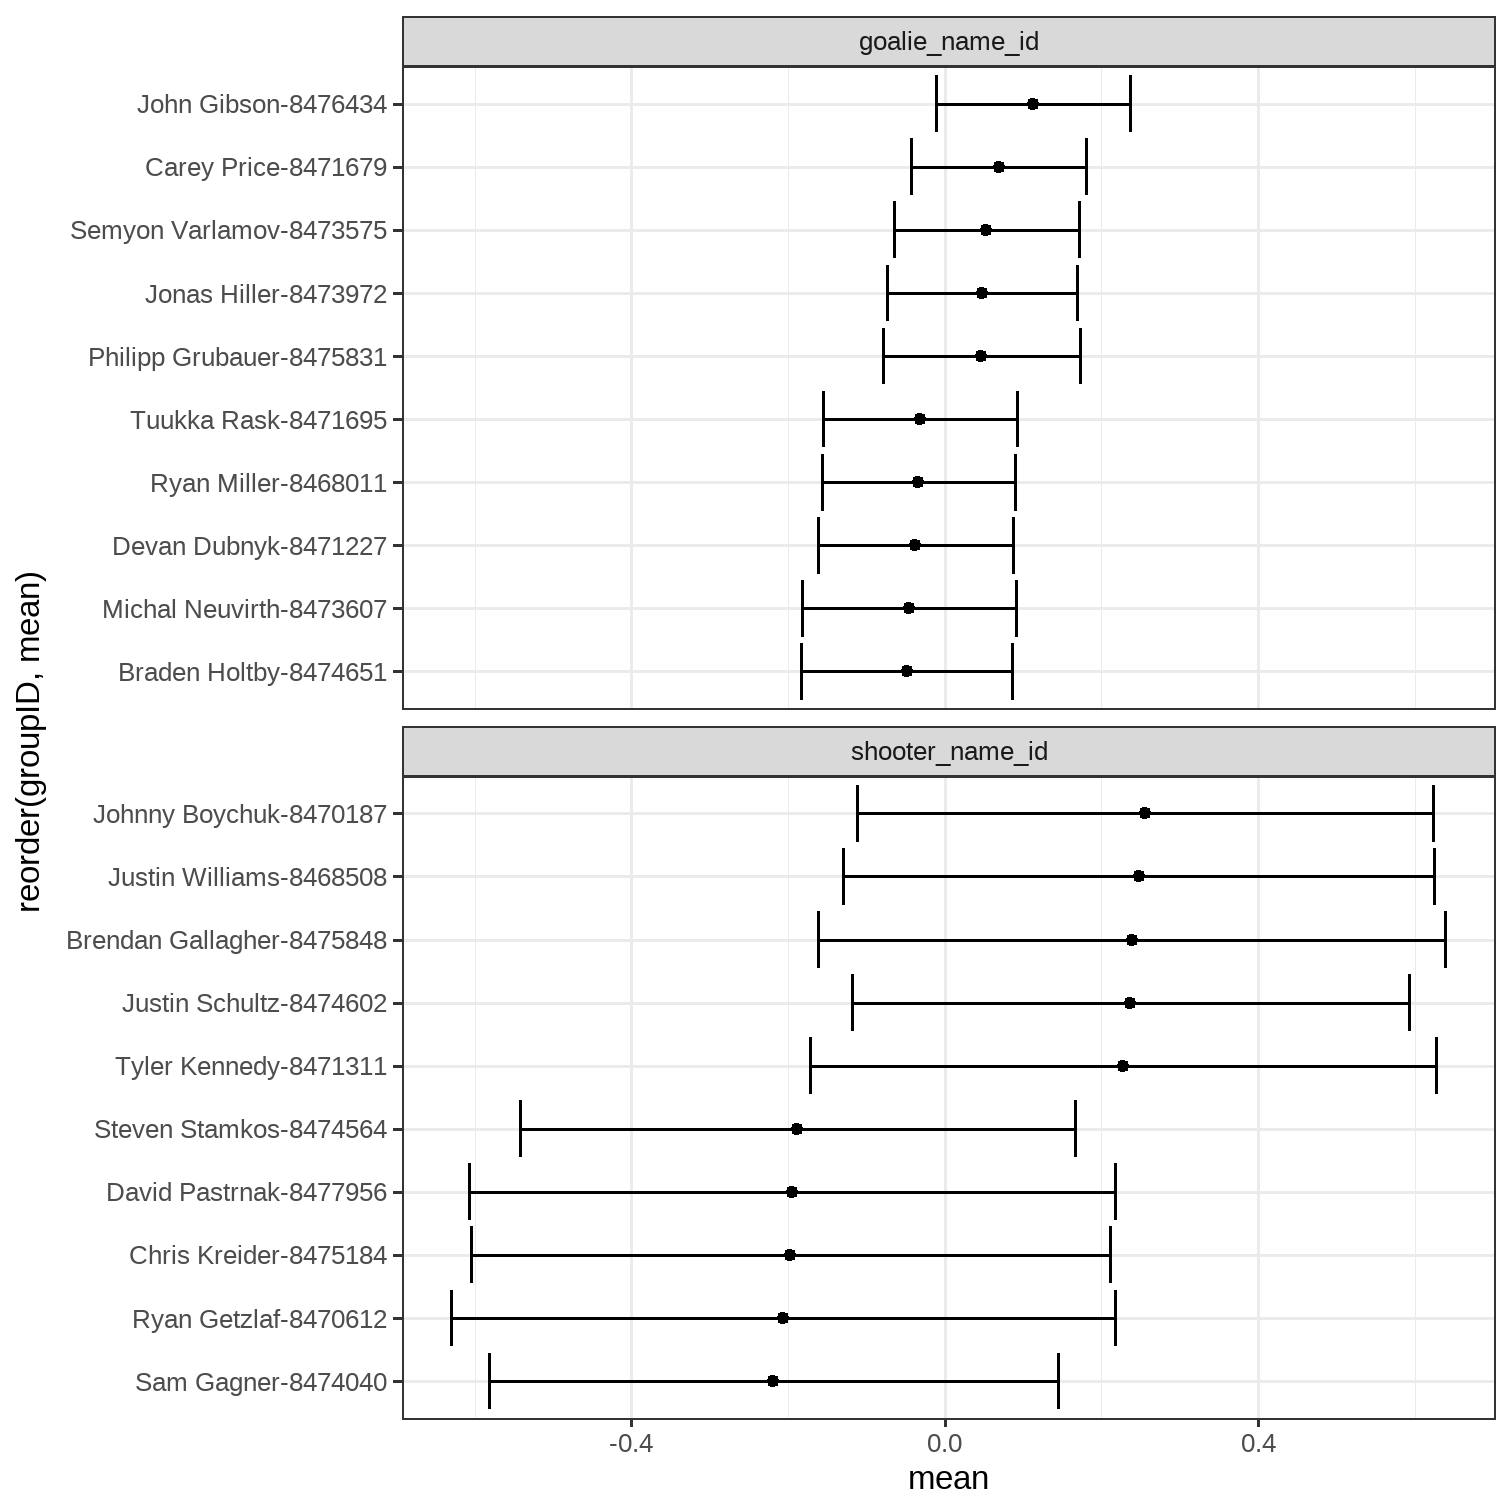 goalie_name_id
John Gibson-8476434
Carey Price-8471679
Semyon Varlamov-8473575
Jonas Hiller-8473972
Philipp Grubauer-8475831
Tuukka Rask-8471695
Ryan Miller-8468011
Devan Dubnyk-8471227
Michal Neuvirth-8473607
Braden Holtby-8474651
reorder(groupID, mean)
shooter_name_id
Johnny Boychuk-8470187
Justin Williams-8468508
Brendan Gallagher-8475848
Justin Schultz-8474602
Tyler Kennedy-8471311
Steven Stamkos-8474564
David Pastrnak-8477956
Chris Kreider-8475184
Ryan Getzlaf-8470612
Sam Gagner-8474040
-0.4 0.0 0.4
mean